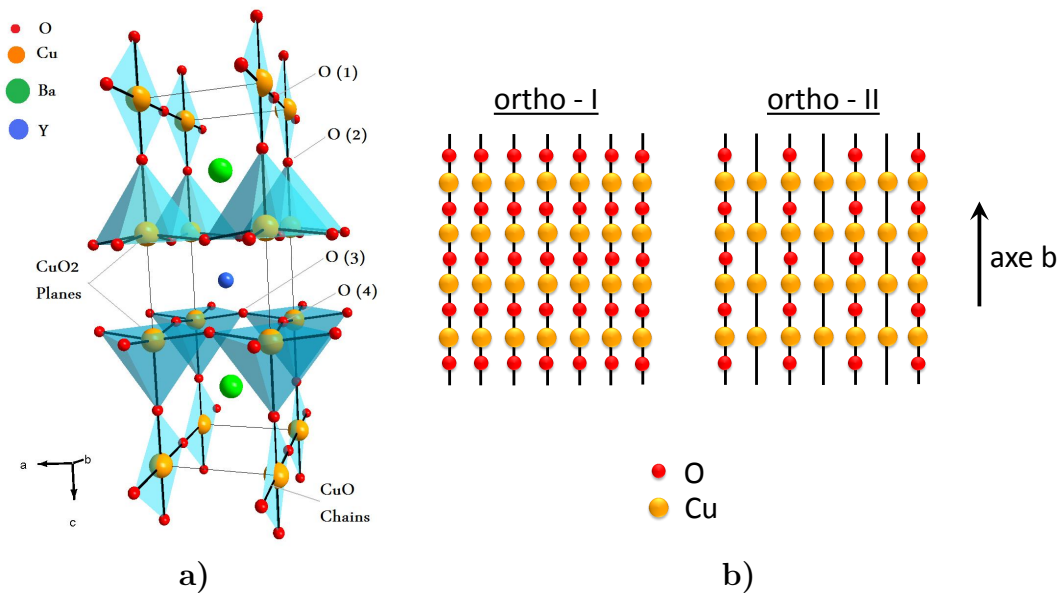 O
Cu
Ba
Y
O (1)
O (2)
CuO2
Planes
O (3)
O (4)
CuO
Chains
a
b
c
a)
ortho - I
ortho - II
axe b
O
Cu
b)